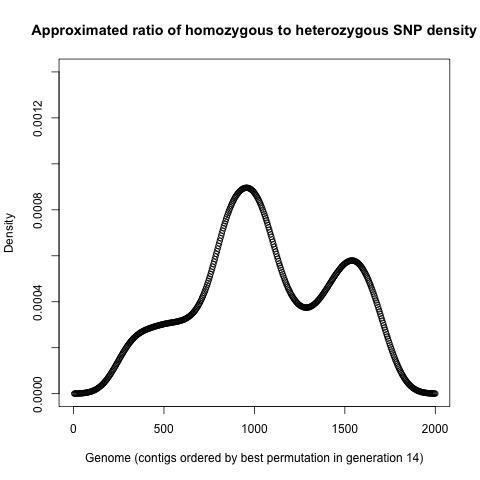 Approximated ratio of homozygous to heterozygous SNP density
0.0012
0.0008
0.0004
0.0000
Density
0 500 1000 1500 2000
Genome (contigs ordered by best permutation in generation 14)